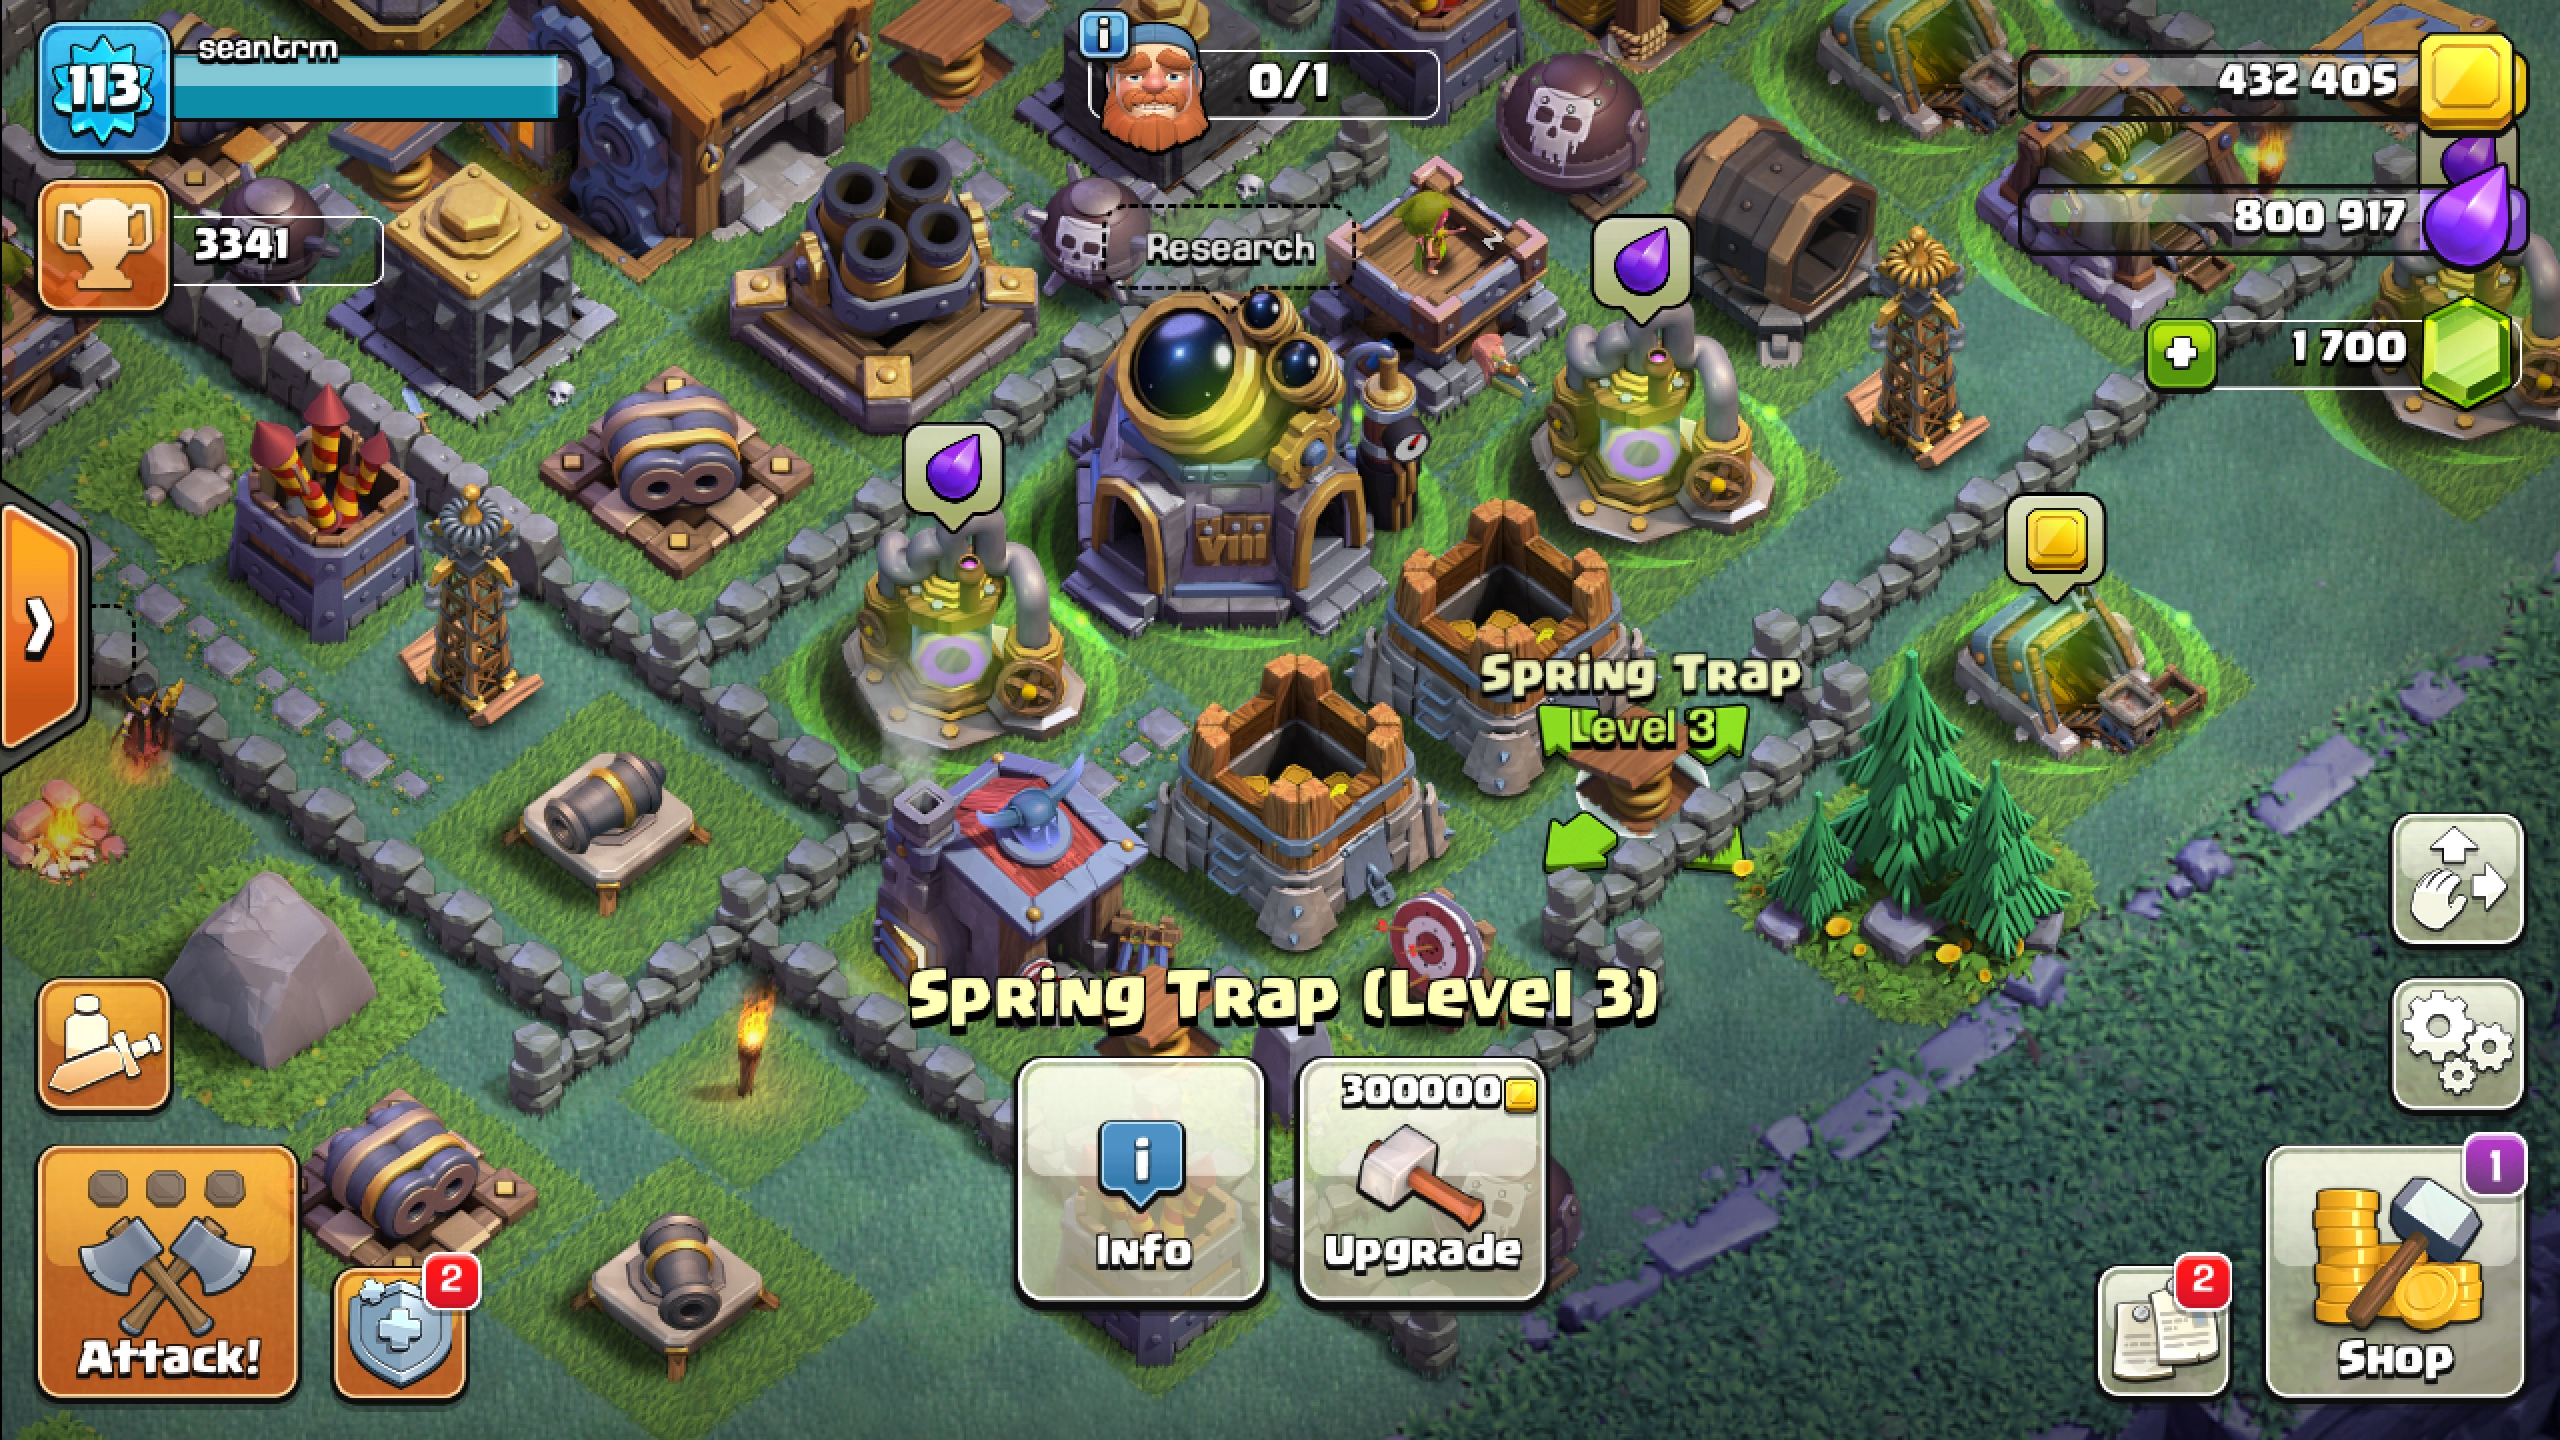 113
seantrm
0/1
432 405
3341
Research
800 917
1 700
VIII
Spring Trap
Level 3
Spring Trap (Level 3)
300000
Info
Upgrade
Attack!
2
2
1
Shop